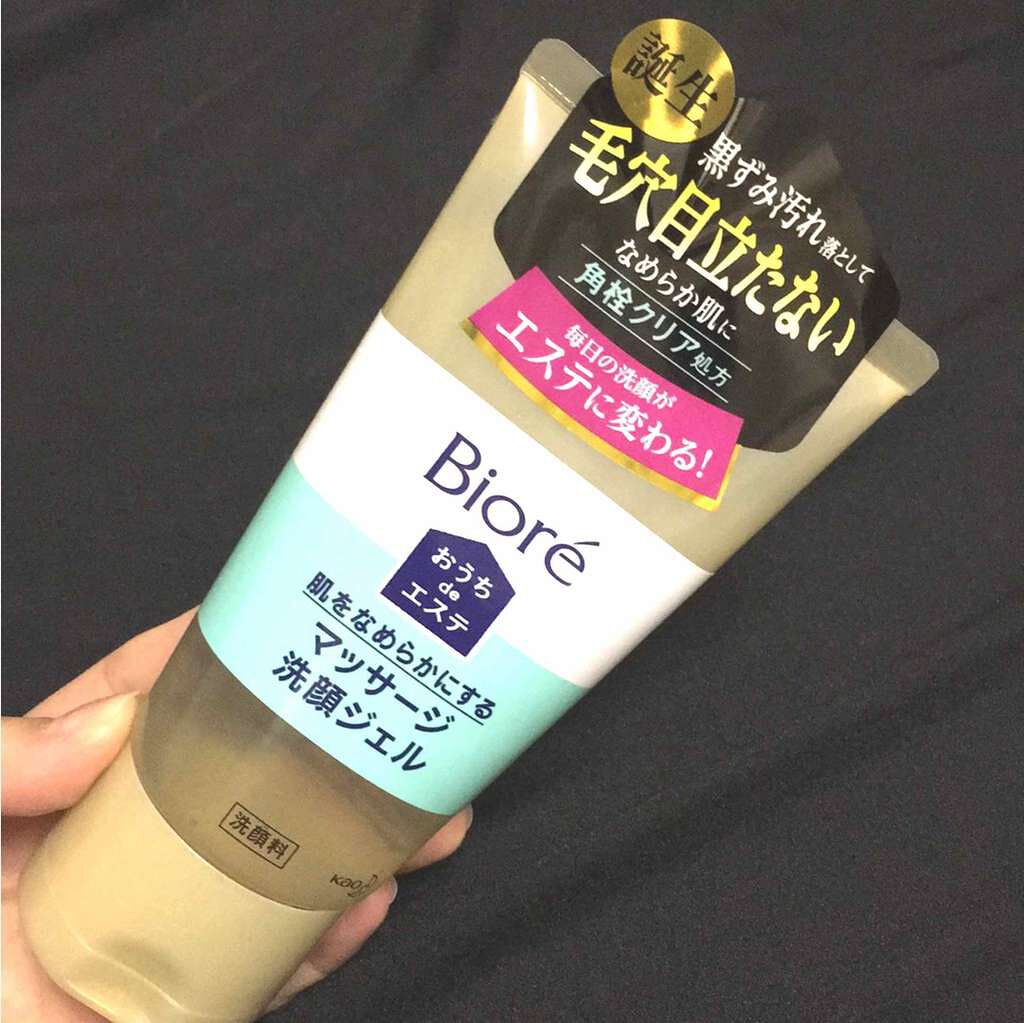 誕生
黒ずみ汚れ落として
毛穴目立たない
なめらか肌に
角栓クリア処方
毎日の洗顔が
エステに変わる!
Bioré
おうち
de
エステ
肌をなめらかにする
マッサージ
洗顔ジェル
洗顔料
Kao